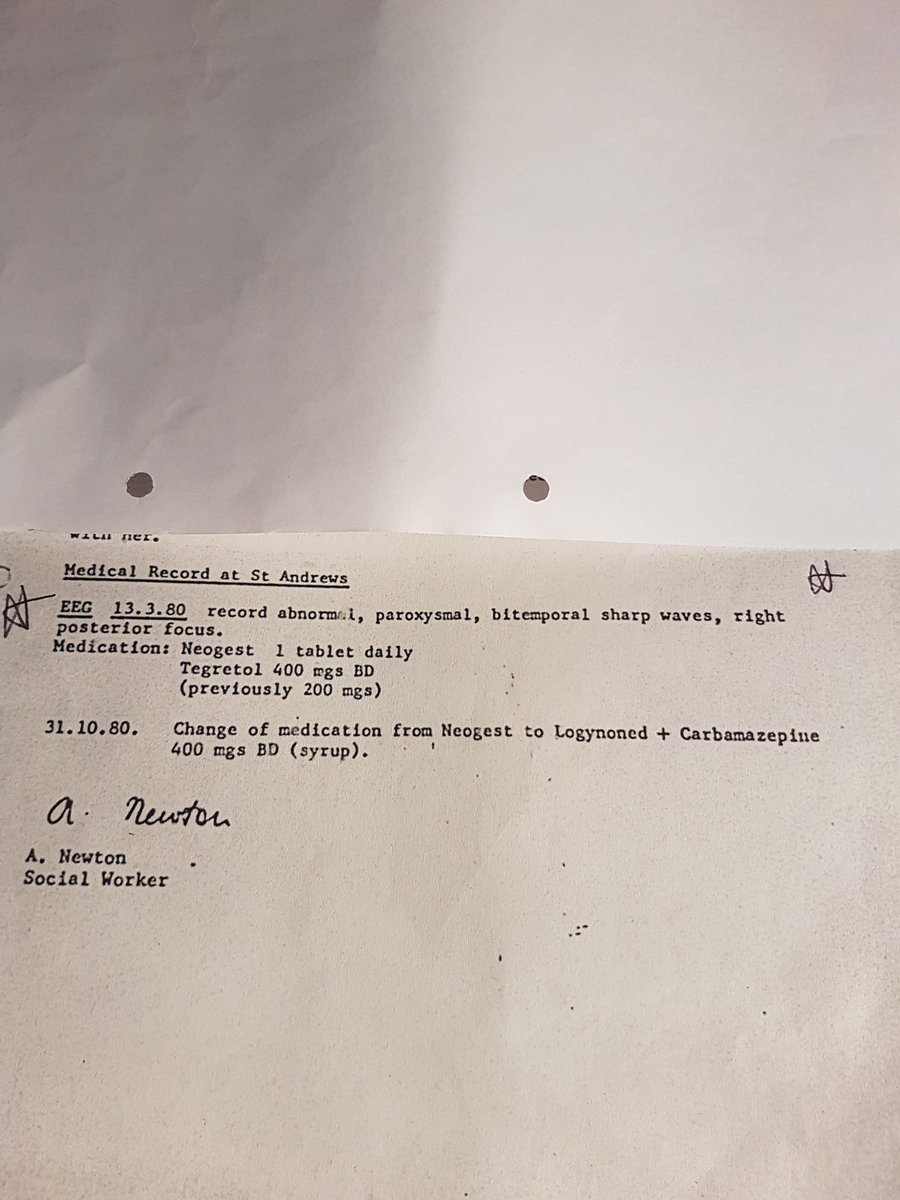 with her.
Medical Record at St Andrews
EEG 13.3.80 record abnormal, paroxysmal, bitemporal sharp waves, right
posterior focus.
Medication: Neogest 1 tablet daily
Tegretol 400 mgs BD
(previously 200 mgs)
31.10.80. Change of medication from Neogest to Logynoned + Carbamazepine
400 mgs BD (syrup).
A. Newton
A. Newton
Social Worker